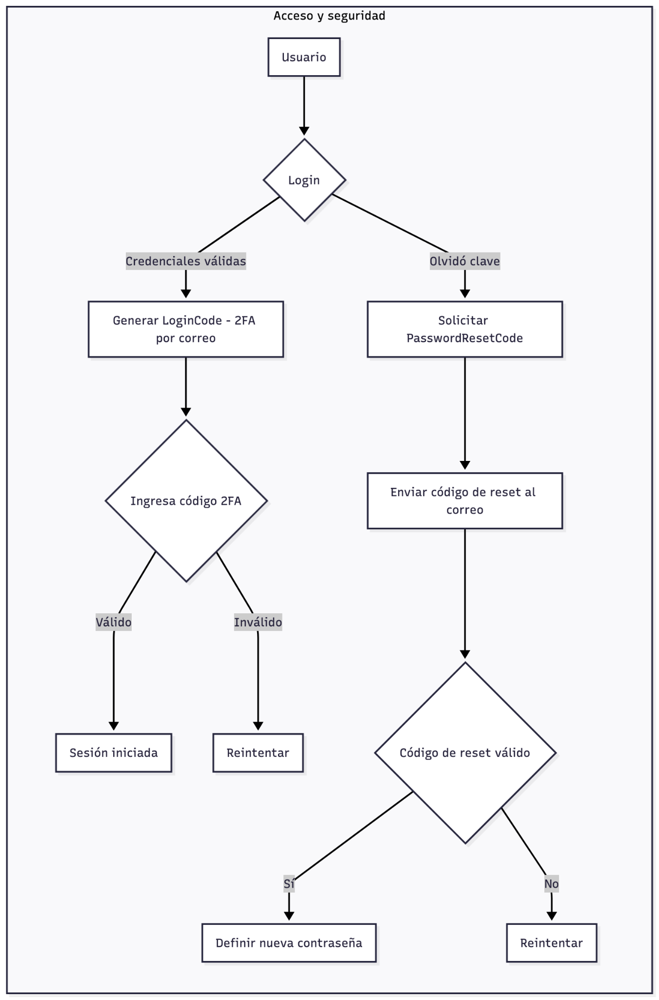 Acceso y seguridad
Usuario
Login
Credenciales válidas
Olvidó clave
Generar LoginCode - 2FA
por correo
Solicitar
PasswordResetCode
Ingresa código 2FA
Enviar código de reset al
correo
Válido
Inválido
Sesión iniciada
Reintentar
Código de reset válido
Sí
No
Definir nueva contraseña
Reintentar